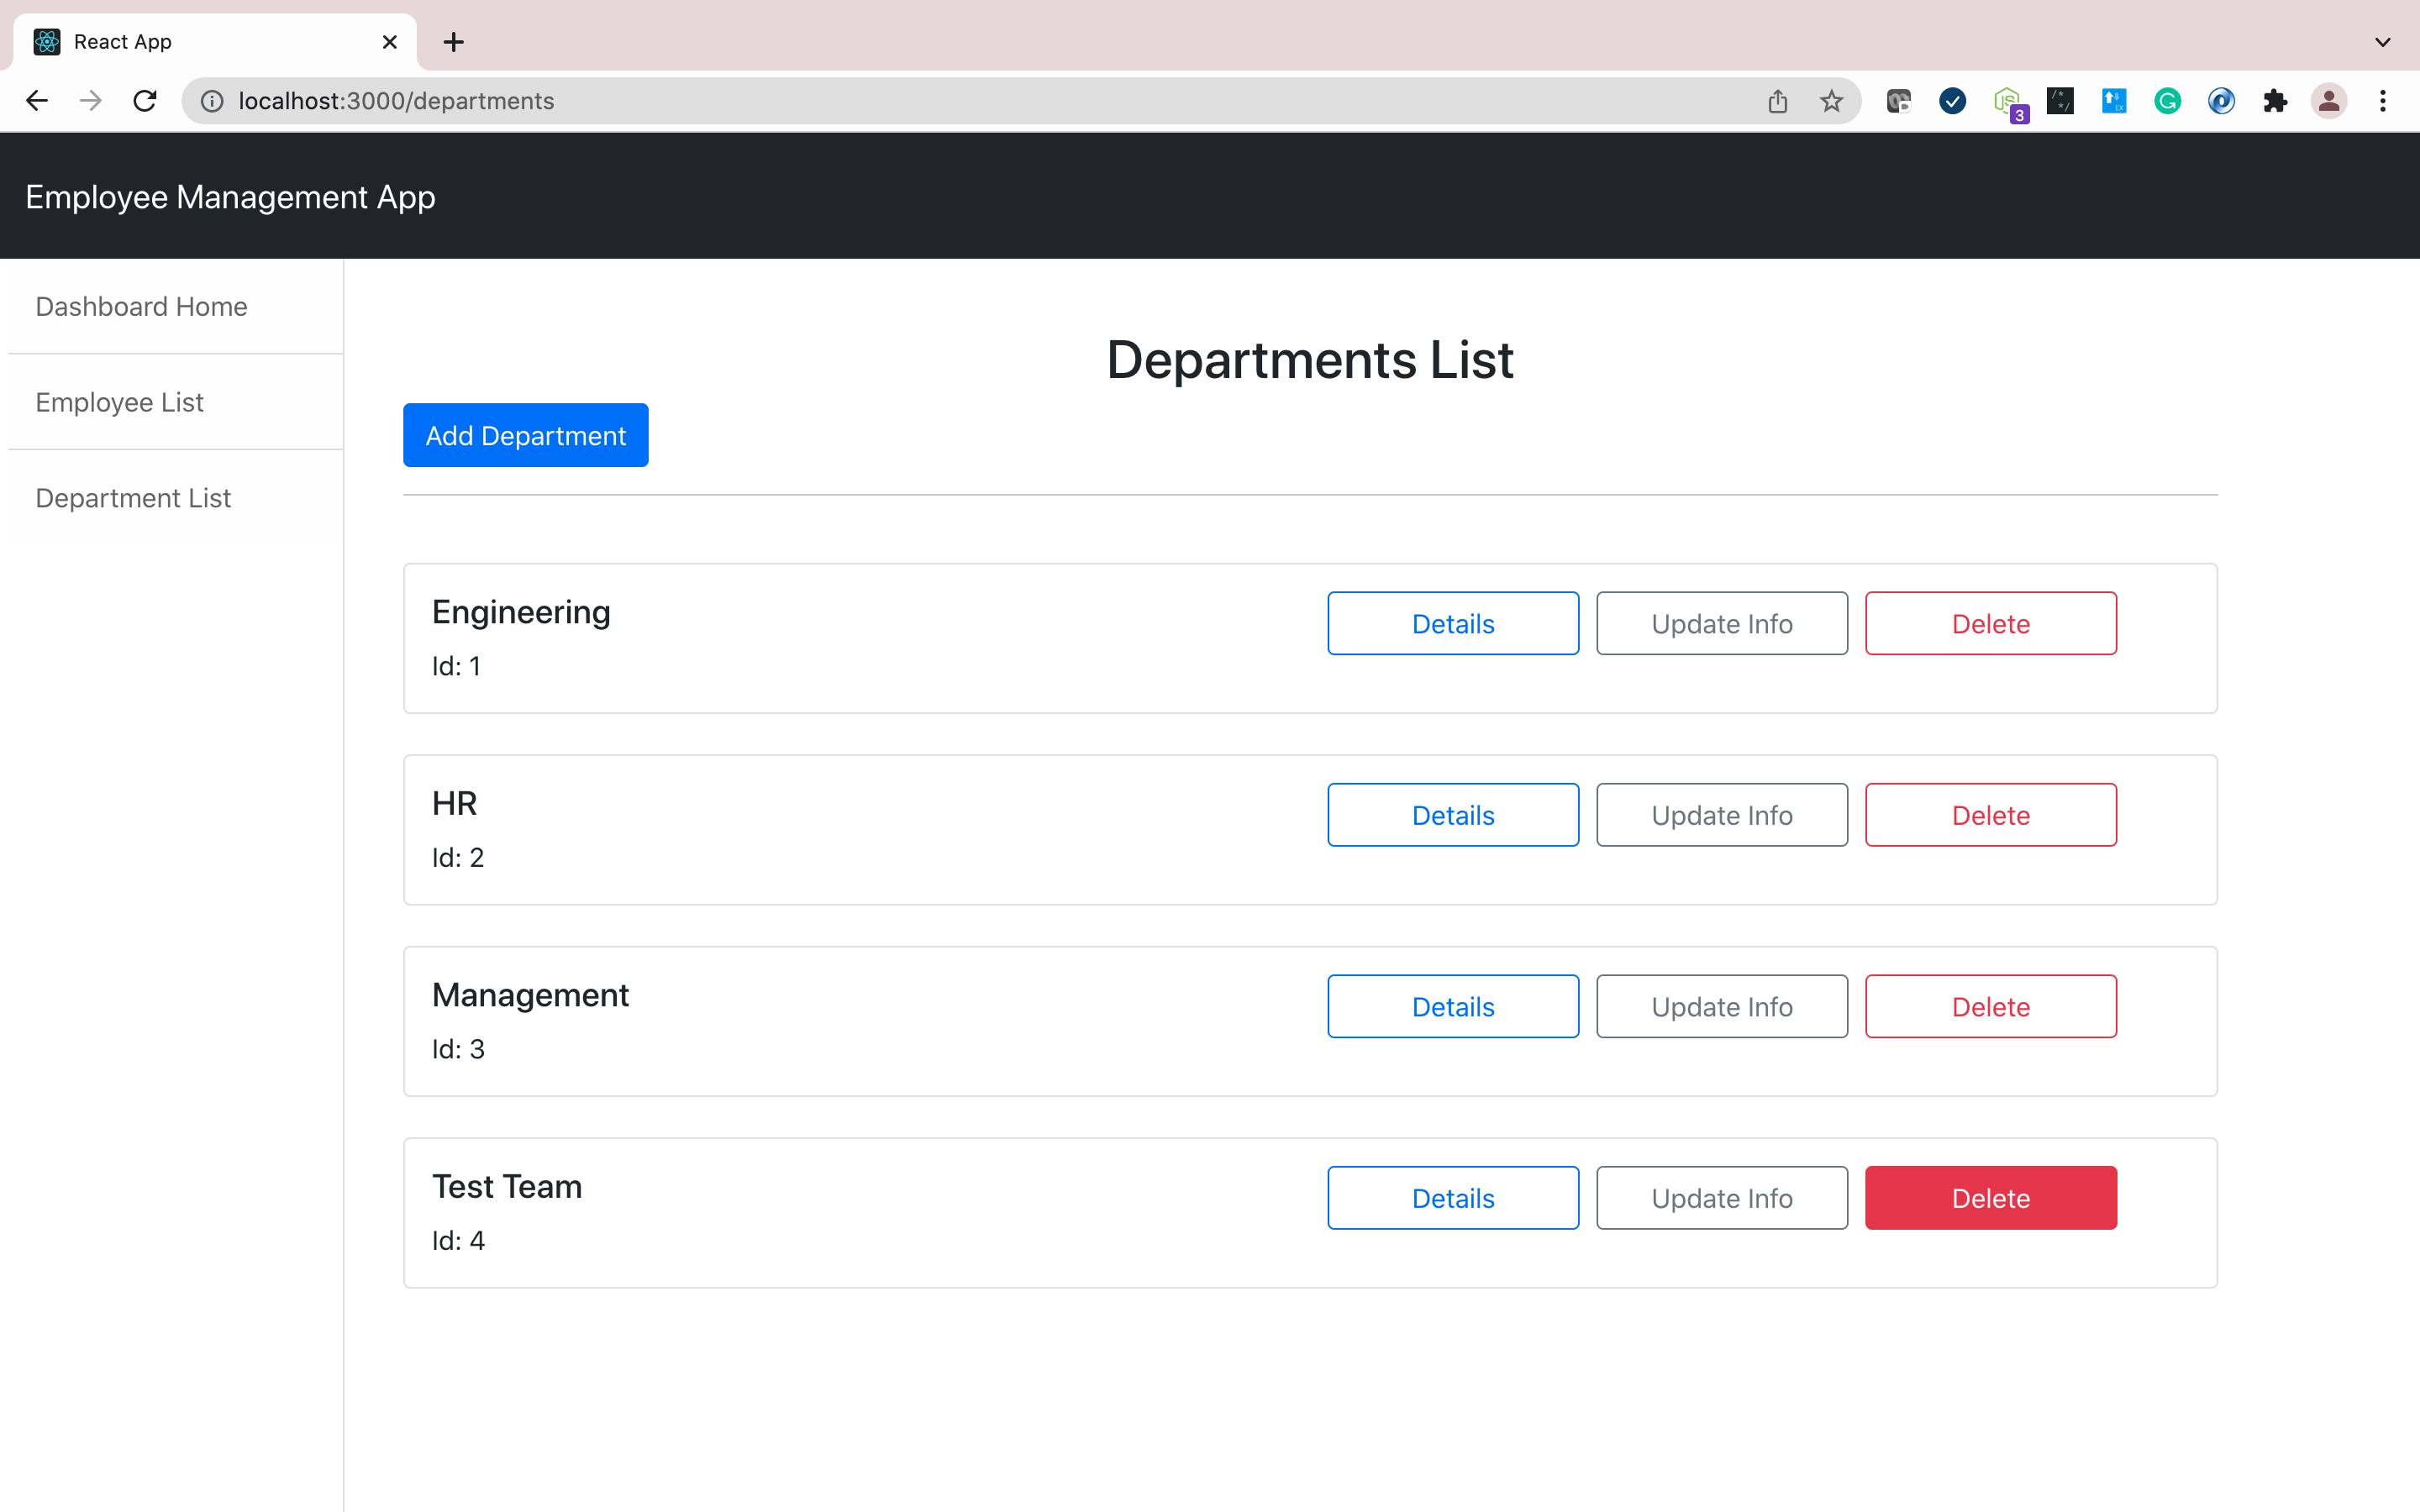 React App
localhost:3000/departments
3
Employee Management App
Dashboard Home
Employee List
Department List
Departments List
Add Department
Engineering
Id: 1
Details
Update Info
Delete
HR
Id: 2
Details
Update Info
Delete
Management
Id: 3
Details
Update Info
Delete
Test Team
Id: 4
Details
Update Info
Delete